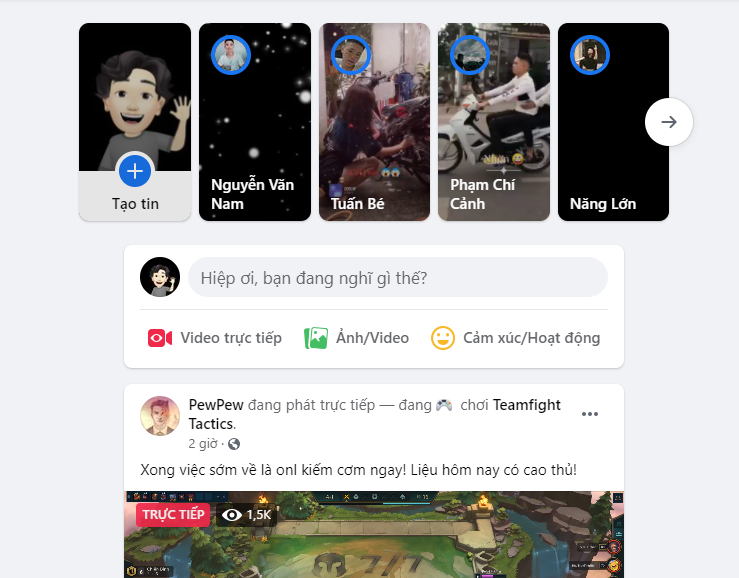 Tạo tin
Nguyễn Văn
Nam
Tuấn Bé
Nhàn
Phạm Chí
Cảnh
Năng Lớn
Hiệp ơi, bạn đang nghĩ gì thế?
Video trực tiếp
Ảnh/Video
Cảm xúc/Hoạt động
PewPew đang phát trực tiếp — đang 🎮 chơi Teamfight
Tactics.
2 giờ ·
Xong việc sớm về là onl kiếm cơm ngay! Liệu hôm nay có cao thủ!
TRỰC TIẾP
1,5K